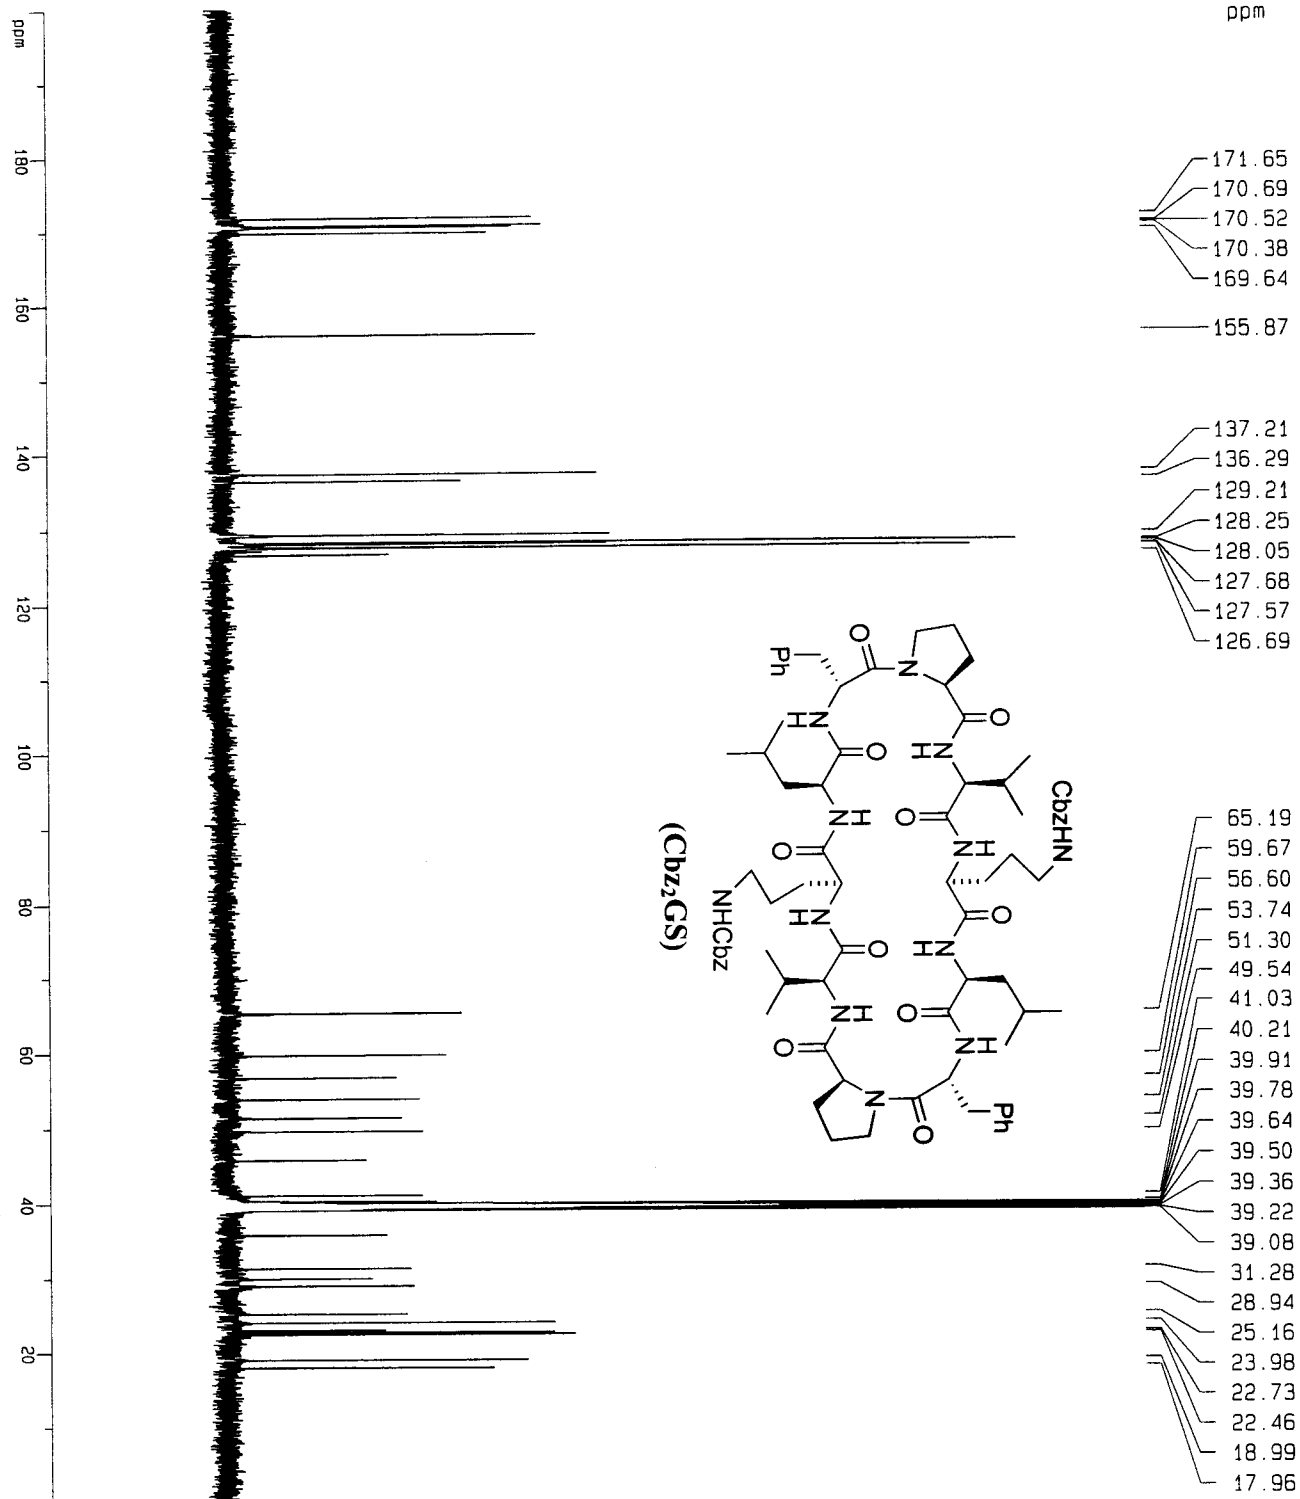 ppm
171.65
170.69
170.52
170.38
169.64
155.87
137.21
136.29
129.21
128.25
128.05
127.68
127.57
126.69
65.19
59.67
56.60
53.74
51.30
49.54
41.03
40.21
39.91
39.78
39.64
39.50
39.36
39.22
39.08
31.28
28.94
25.16
23.98
22.73
22.46
18.99
17.96
CbzHN
O
HN
O
NH
O
HN
O
NH
Ph
N
O
N
O
NH
O
HN
O
NH
O
HN
O
Ph
NHCbz
(Cbz₂GS)
ppm
180
160
140
120
100
80
60
40
20